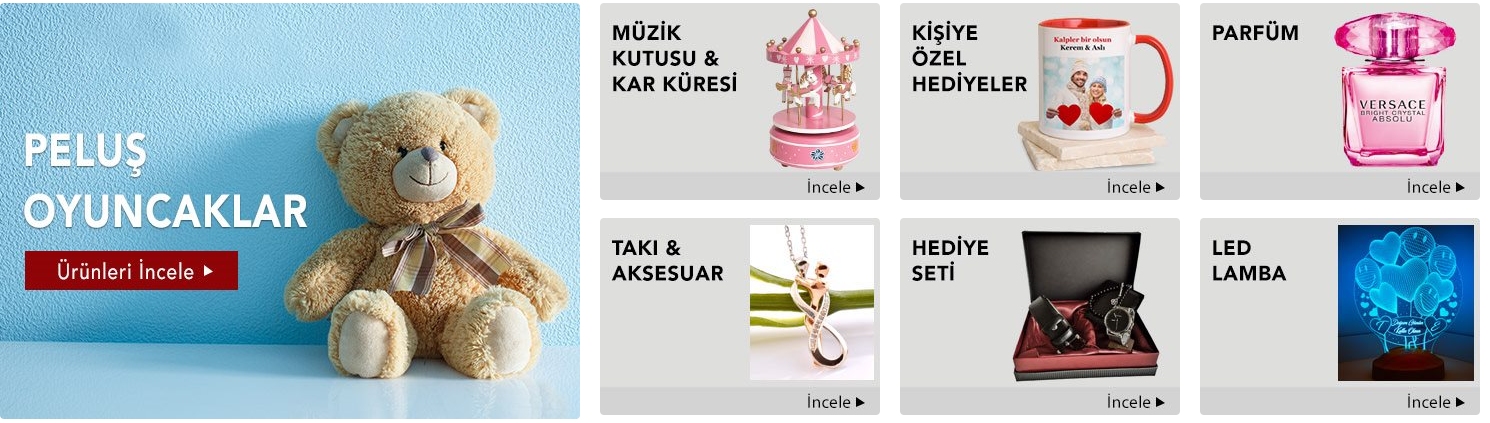 PELUŞ
OYUNCAKLAR
Ürünleri İncele
MÜZİK
KUTUSU &
KAR KÜRESİ
İncele
KİŞİYE
ÖZEL
HEDİYELER
Kalpler bir olsun
Kerem & Aslı
İncele
PARFÜM
VERSACE
BRIGHT CRYSTAL
ABSOLU
İncele
TAKI &
AKSESUAR
İncele
HEDİYE
SETİ
İncele
LED
LAMBA
İncele